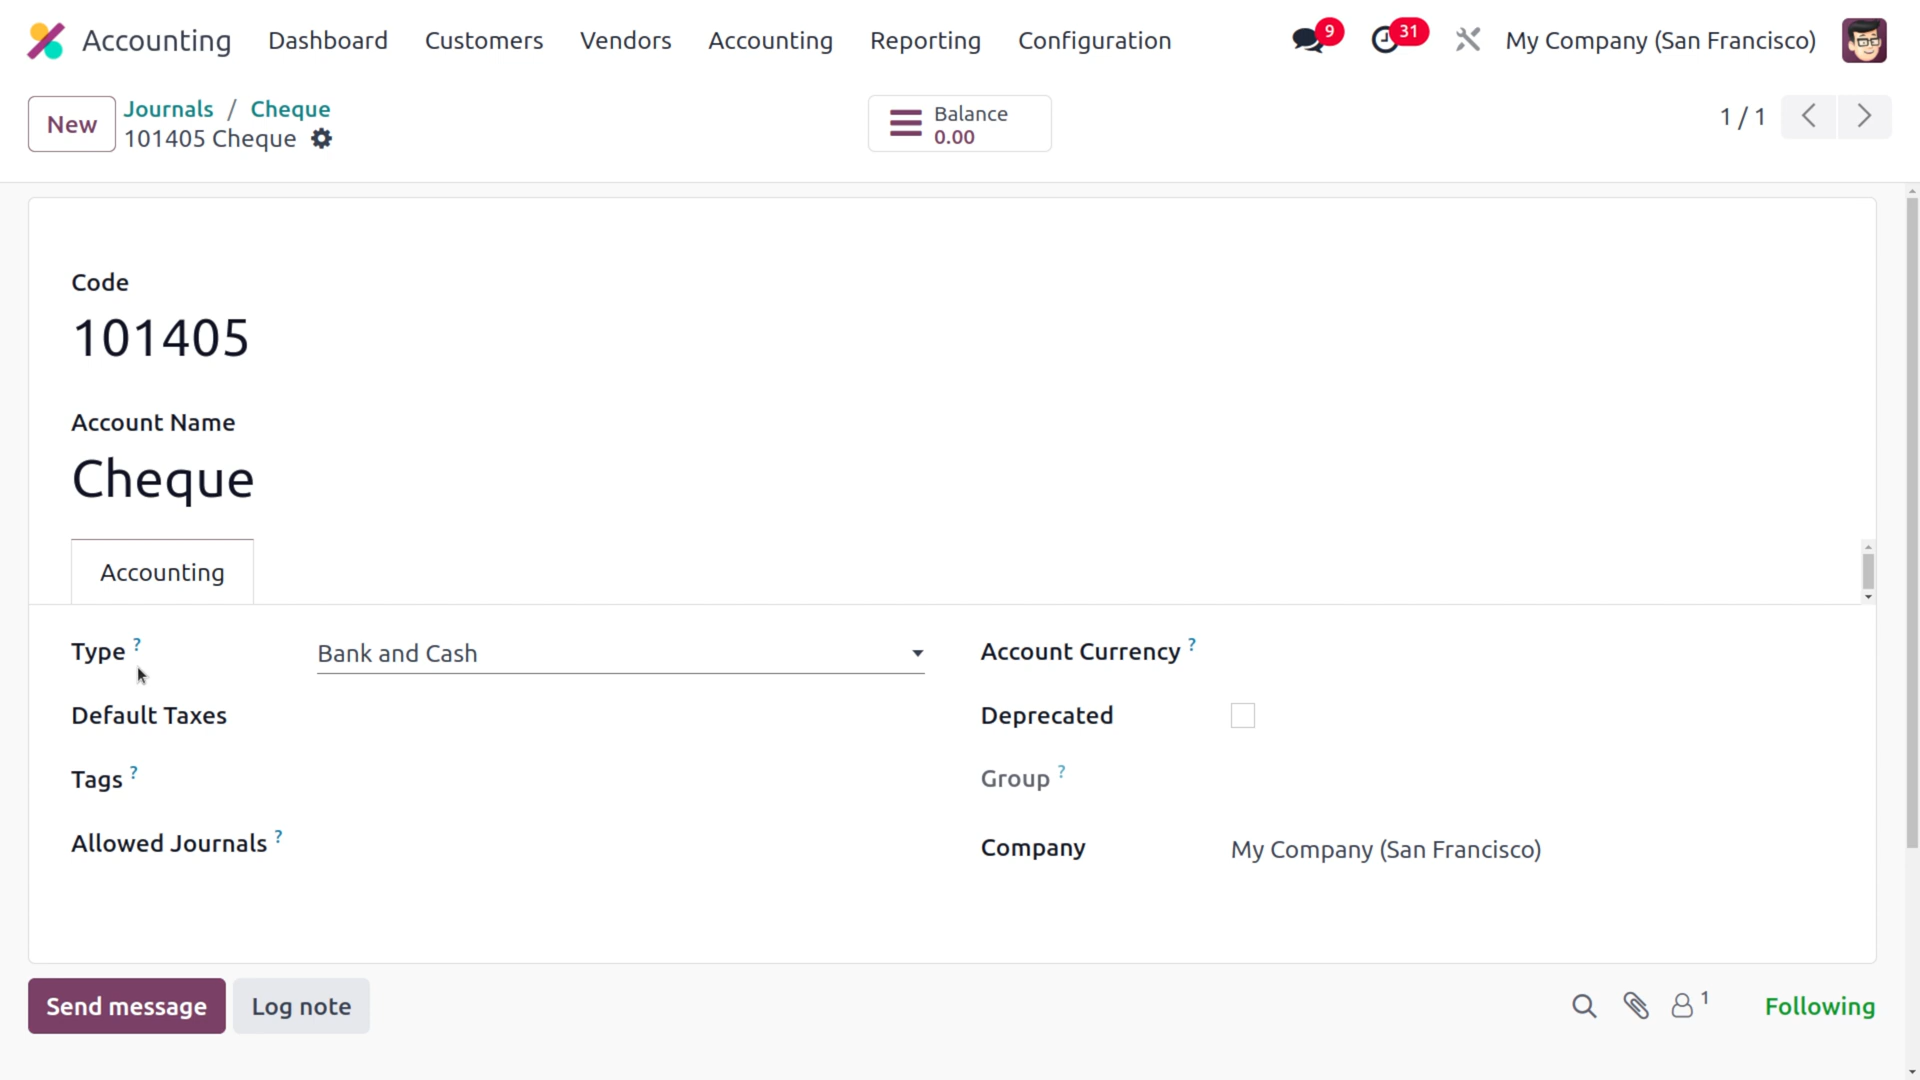 Accounting Dashboard Customers Vendors Accounting Reporting Configuration 9 31 My Company (San Francisco)
New Journals / Cheque
101405 Cheque
Balance
0.00
1 / 1
Code
101405
Account Name
Cheque
Accounting
Type ? Bank and Cash
Account Currency ?
Default Taxes
Deprecated
Tags ?
Group ?
Allowed Journals ?
Company My Company (San Francisco)
Send message Log note 1 Following